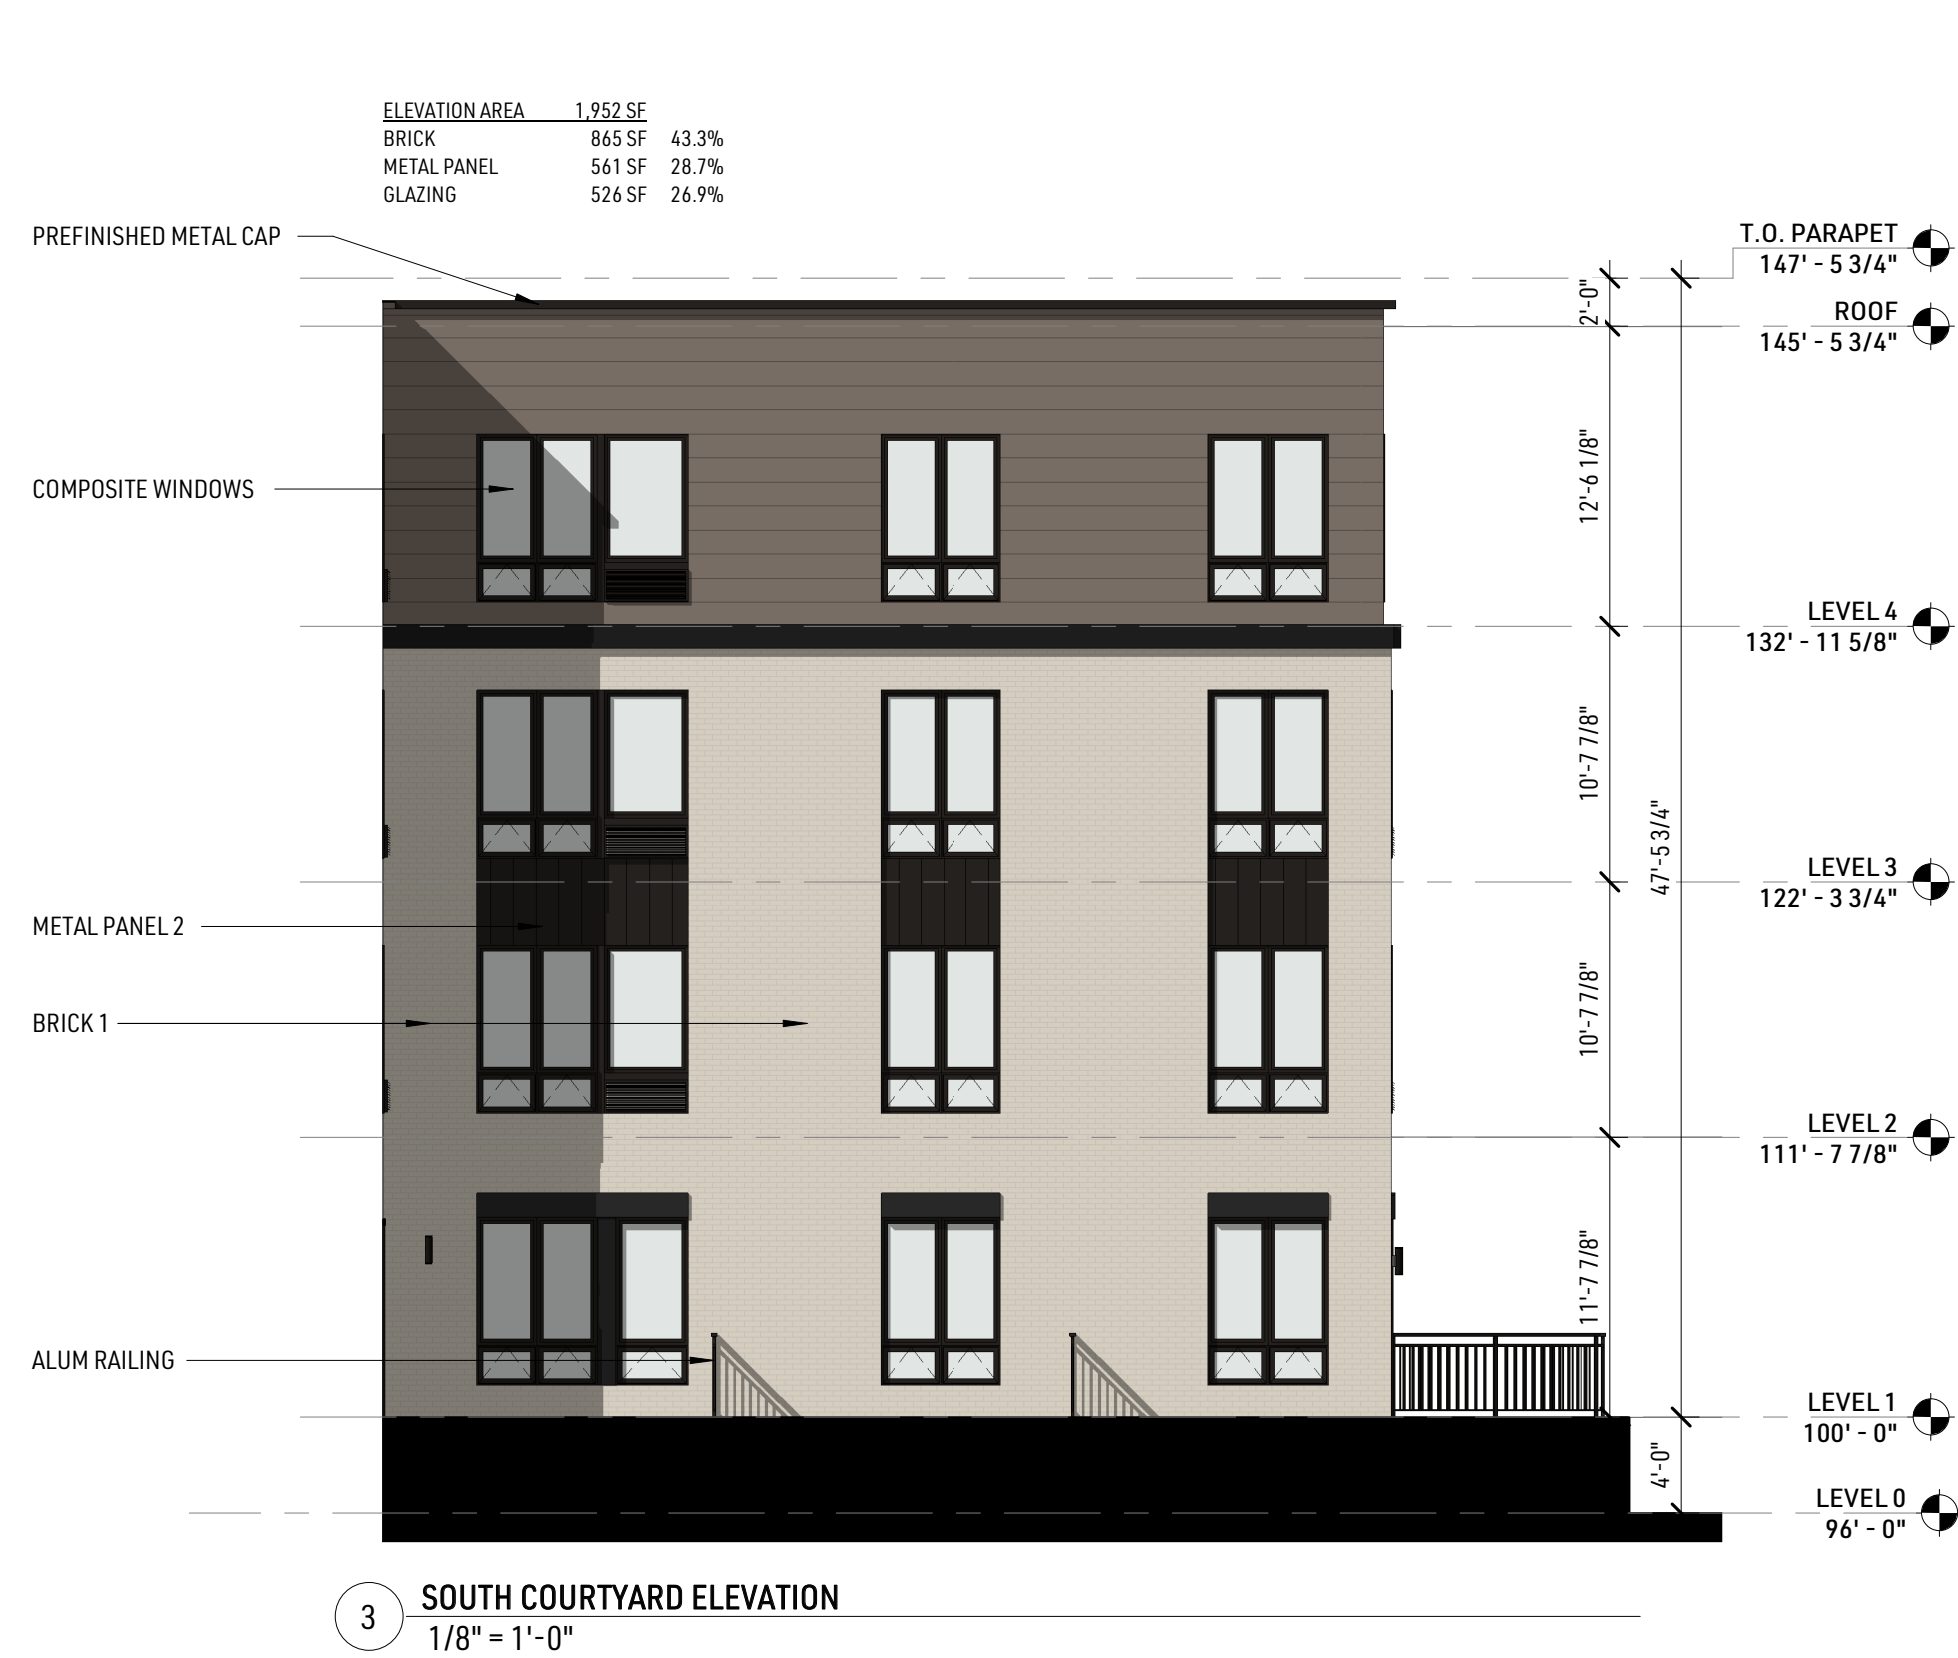 ELEVATION AREA 1,952 SF
BRICK 865 SF 43.3%
METAL PANEL 561 SF 28.7%
GLAZING 526 SF 26.9%
PREFINISHED METAL CAP
T.O. PARAPET
147' - 5 3/4"
2'-0"
ROOF
145' - 5 3/4"
COMPOSITE WINDOWS
12'-6 1/8"
LEVEL 4
132' - 11 5/8"
10'-7 7/8"
47'-5 3/4"
LEVEL 3
122' - 3 3/4"
METAL PANEL 2
BRICK 1
10'-7 7/8"
LEVEL 2
111' - 7 7/8"
11'-7 7/8"
ALUM RAILING
LEVEL 1
100' - 0"
4'-0"
LEVEL 0
96' - 0"
3
SOUTH COURTYARD ELEVATION
1/8" = 1'-0"